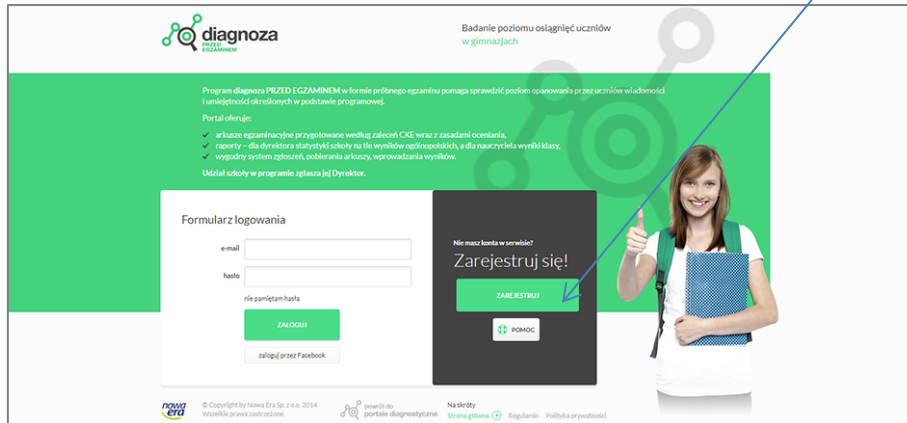 diagnoza
PRZED
EGZAMINEM
Badanie poziomu osiągnięć uczniów
w gimnazjach
Program diagnoza PRZED EGZAMINEM w formie próbnego egzaminu pomaga sprawdzić poziom opanowania przez uczniów wiadomości
i umiejętności określonych w podstawie programowej.
Portal oferuje:
arkusze egzaminacyjne przygotowane według zaleceń CKE wraz z zasadami oceniania,
raporty – dla dyrektora statystyki szkoły na tle wyników ogólnopolskich, a dla nauczyciela wyniki klasy,
wygodny system zgłoszeń, pobierania arkuszy, wprowadzania wyników.
Udział szkoły w programie zgłasza jej Dyrektor.
Formularz logowania
e-mail
hasło
nie pamiętam hasła
ZALOGUJ
zaloguj przez Facebook
Nie masz konta w serwisie?
Zarejestruj się!
ZAREJESTRUJ
POMOC
nowa
era
© Copyright by Nowa Era Sp. z o.o. 2014
Wszelkie prawa zastrzeżone.
powrót do
portale diagnostyczne
Na skróty
Strona główna Regulamin Polityka prywatności